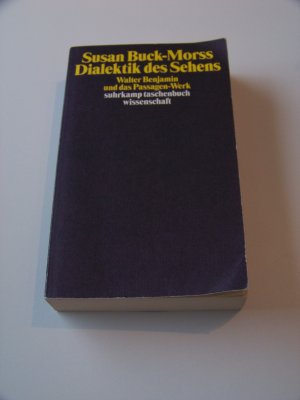 Susan Buck-Morss
Dialektik des Sehens
Walter Benjamin
und das Passagen-Werk
suhrkamp taschenbuch
wissenschaft